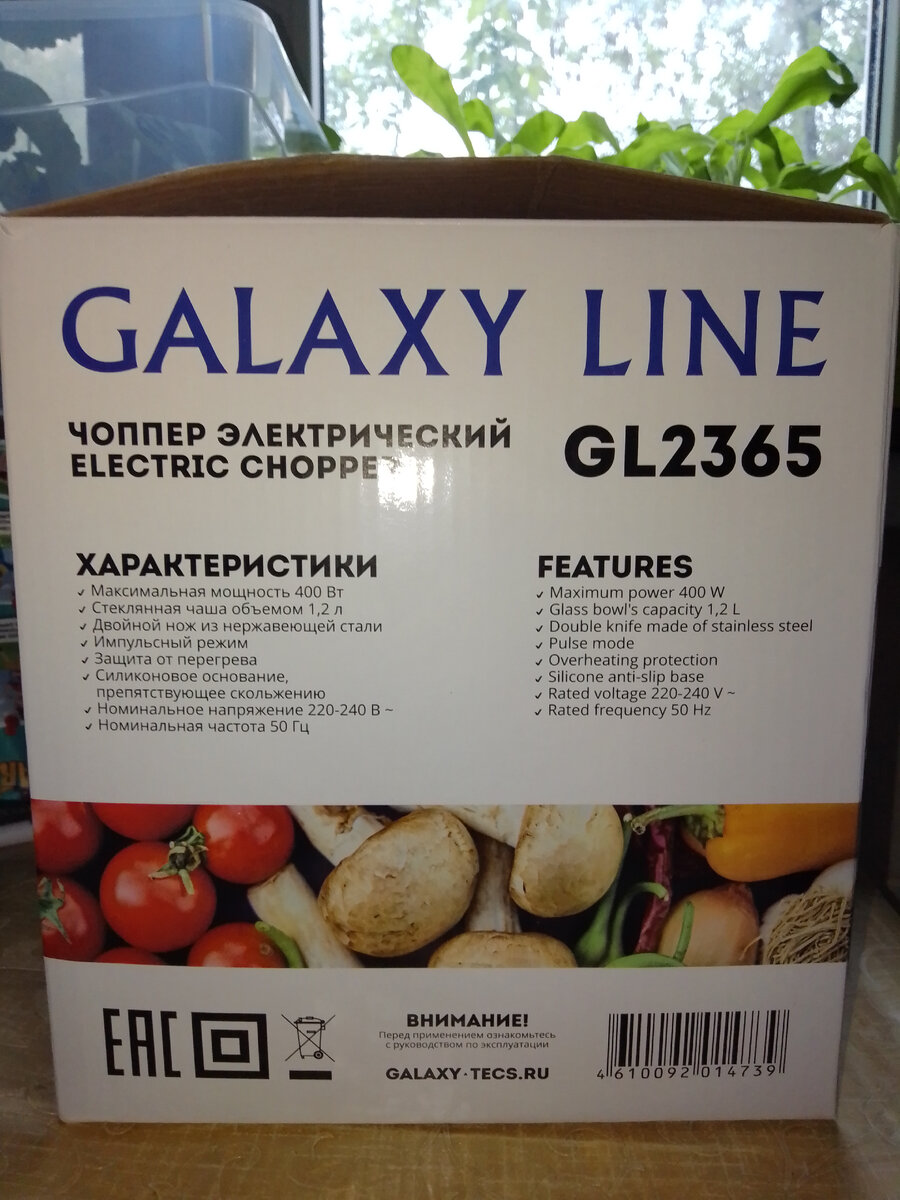 GALAXY LINE
ЧОППЕР ЭЛЕКТРИЧЕСКИЙ
ELECTRIC CHOPPER
GL2365
ХАРАКТЕРИСТИКИ
Максимальная мощность 400 Вт
Стеклянная чаша объемом 1,2 л
Двойной нож из нержавеющей стали
Импульсный режим
Защита от перегрева
Силиконовое основание,
препятствующее скольжению
Номинальное напряжение 220-240 В ~
Номинальная частота 50 Гц
FEATURES
Maximum power 400 W
Glass bowl's capacity 1,2 L
Double knife made of stainless steel
Pulse mode
Overheating protection
Silicone anti-slip base
Rated voltage 220-240 V ~
Rated frequency 50 Hz
EAC
ВНИМАНИЕ!
Перед применением ознакомьтесь
с руководством по эксплуатации
GALAXY-TECS.RU
4 610092 014739